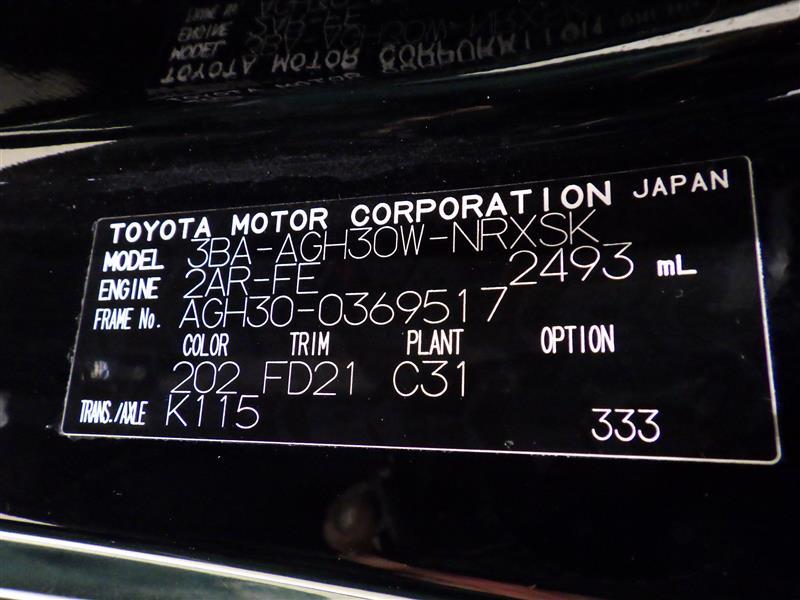 TOYOTA MOTOR CORPORATION JAPAN
MODEL 3BA-AGH30W-NRXSK
ENGINE 2AR-FE 2493 mL
FRAME No. AGH30-0369517
COLOR TRIM PLANT OPTION
202 FD21 C31
TRANS./AXLE K115
333